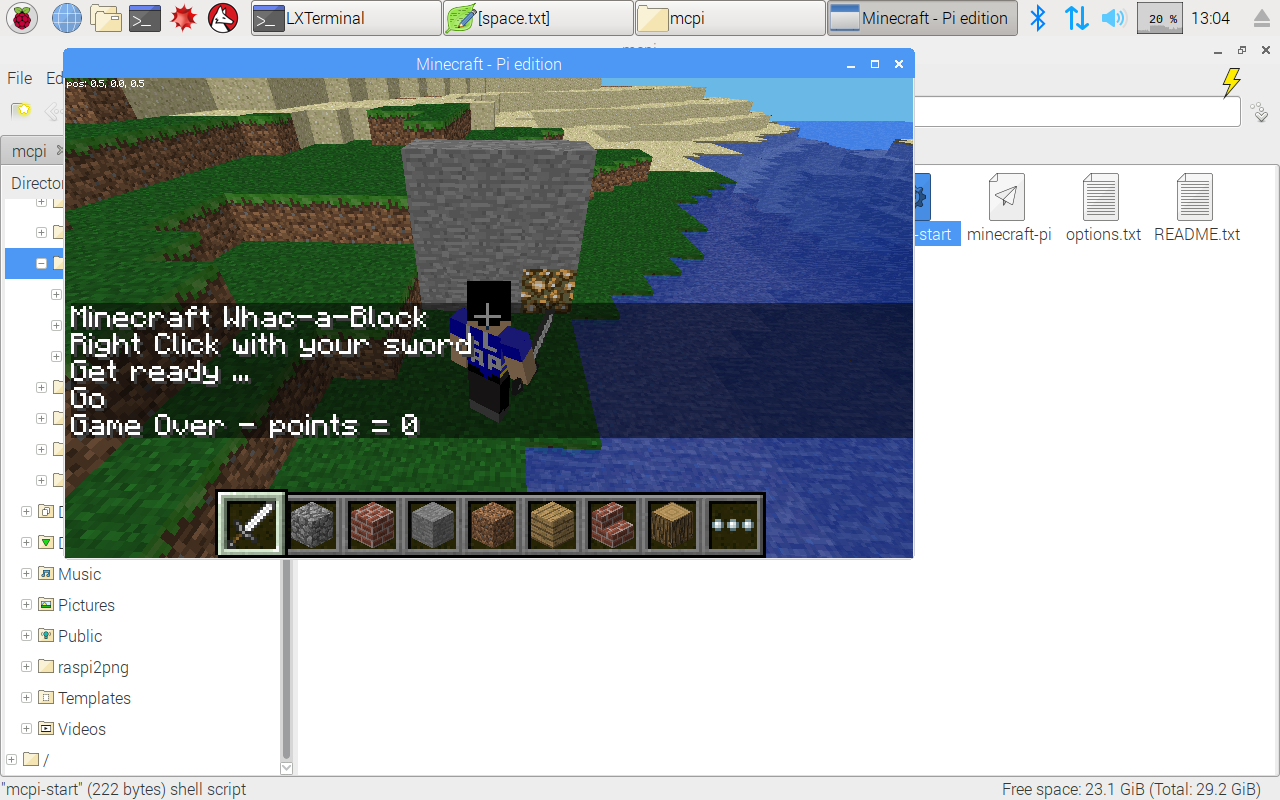 LXTerminal
[space.txt]
mcpi
Minecraft - Pi edition
20 %
13:04
Minecraft - Pi edition
File
mcpi
pos: 0.5, 0.0, 0.5
Minecraft Whac-a-Block
Right Click with your sword
Get ready ...
Go
Game Over - points = 0
-start
minecraft-pi
options.txt
README.txt
Music
Pictures
Public
raspi2png
Templates
Videos
/
"mcpi-start" (222 bytes) shell script
Free space: 23.1 GiB (Total: 29.2 GiB)